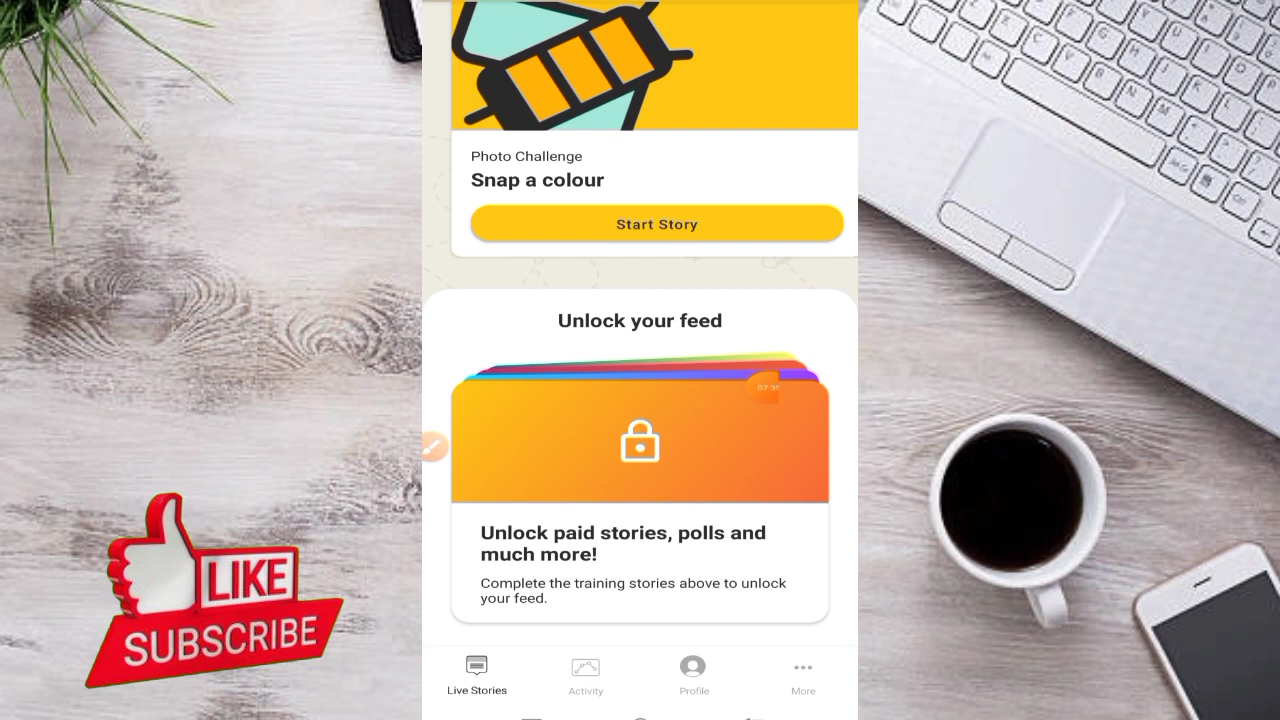 Photo Challenge
Snap a colour
Start Story
Unlock your feed
Unlock paid stories, polls and
much more!
Complete the training stories above to unlock
your feed.
LIKE
SUBSCRIBE
Live Stories
Activity
Profile
More